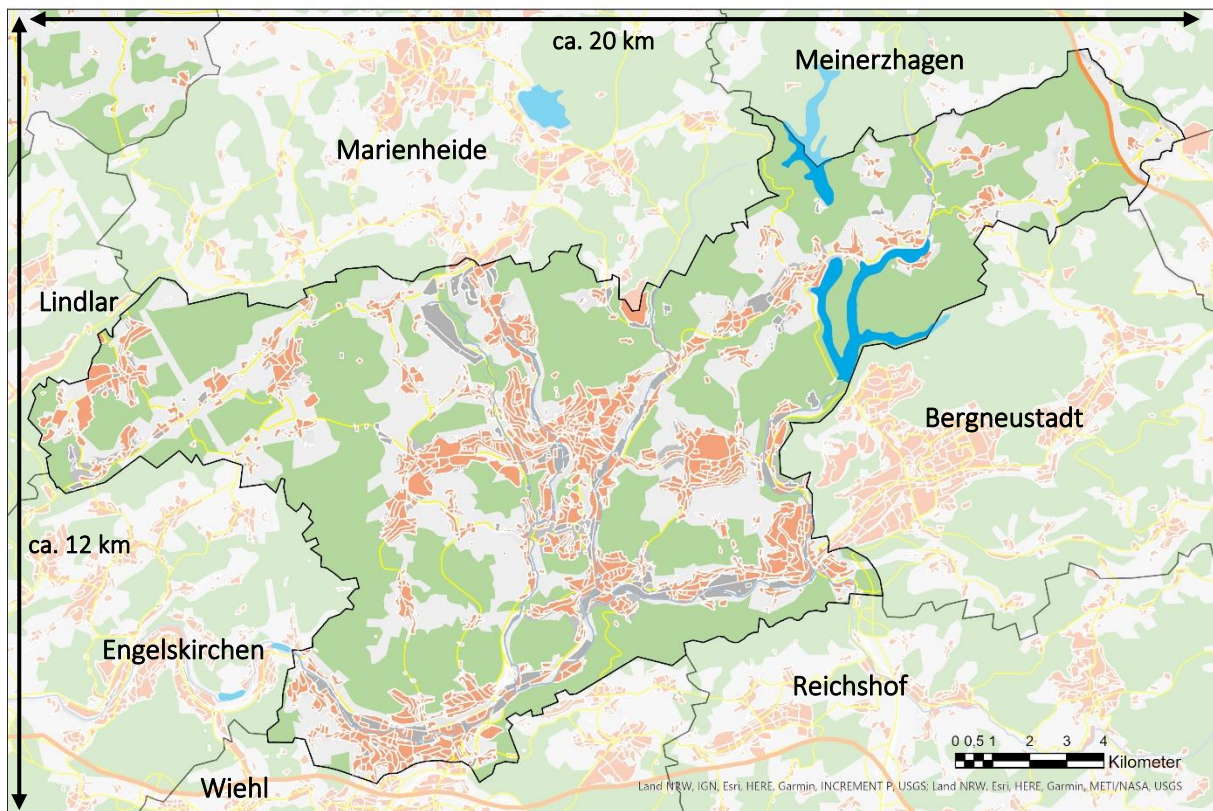 ca. 20 km
Meinerzhagen
Marienheide
Lindlar
Bergneustadt
ca. 12 km
Engelskirchen
Reichshof
0 0,5 1 2 3 4
Kilometer
Wiehl
Land NRW, IGN, Esri, HERE, Garmin, INCREMENT P, USGS; Land NRW, Esri, HERE, Garmin, METI/NASA, USGS